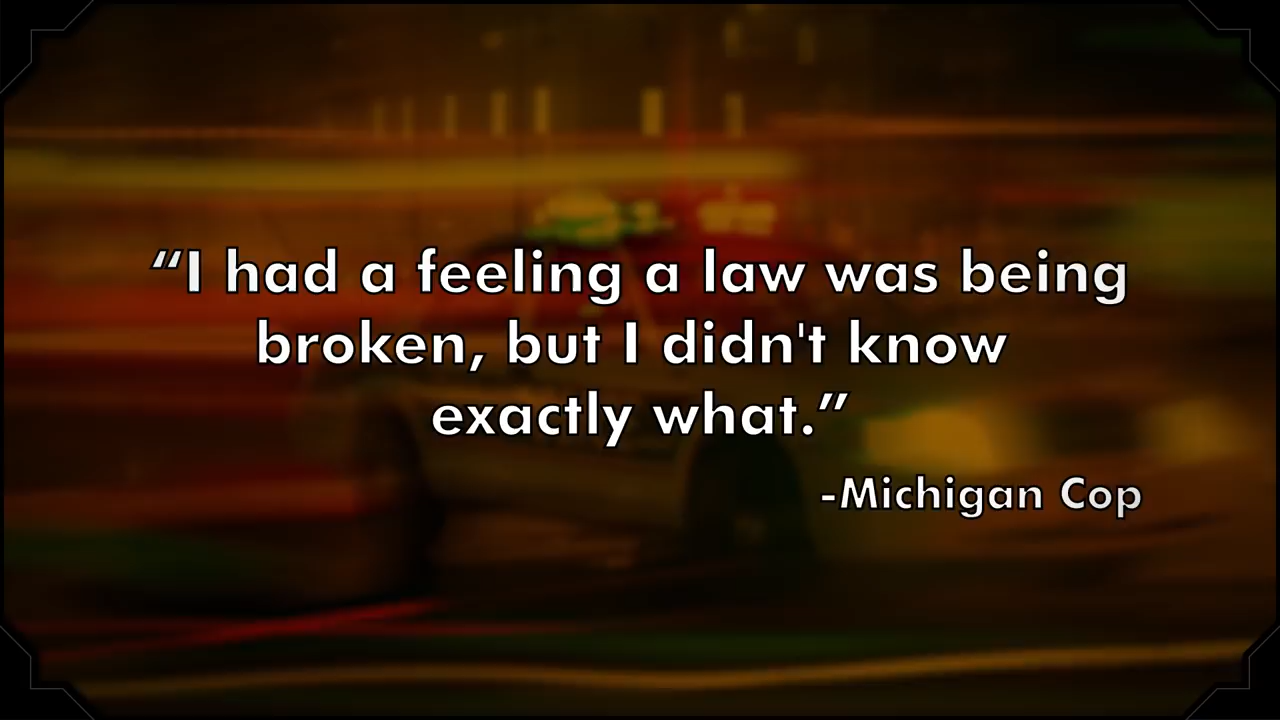 “I had a feeling a law was being
broken, but I didn't know
exactly what.”
-Michigan Cop